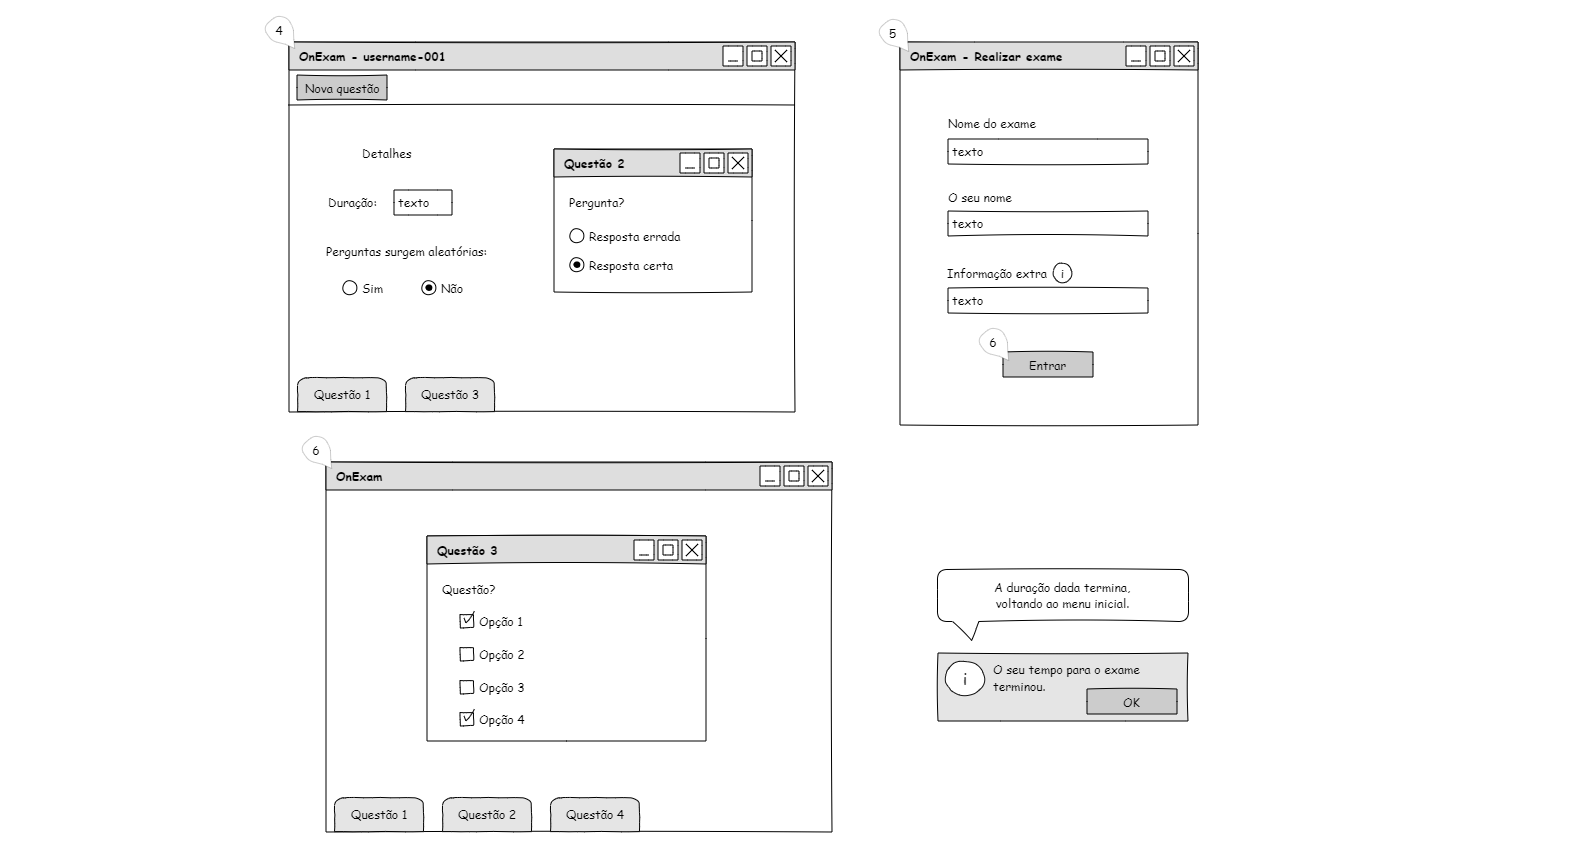 4
OnExam - username-001
Nova questão
Detalhes
Duração: texto
Perguntas surgem aleatórias:
Sim Não
Questão 2
Pergunta?
Resposta errada
Resposta certa
Questão 1 Questão 3
5
OnExam - Realizar exame
Nome do exame
texto
O seu nome
texto
Informação extra i
texto
6
Entrar
6
OnExam
Questão 3
Questão?
Opção 1
Opção 2
Opção 3
Opção 4
Questão 1 Questão 2 Questão 4
A duração dada termina,
voltando ao menu inicial.
i
O seu tempo para o exame
terminou.
OK